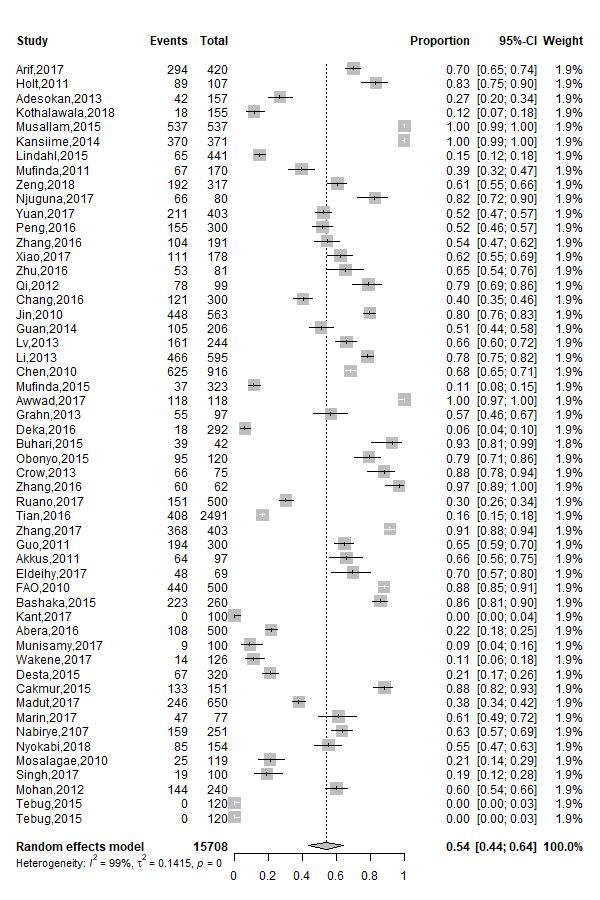 Study Events Total Proportion 95%-CI Weight
Arif,2017 294 420 0.70 [0.65; 0.74] 1.9%
Holt,2011 89 107 0.83 [0.75; 0.90] 1.9%
Adesokan,2013 42 157 0.27 [0.20; 0.34] 1.9%
Kothalawala,2018 18 155 0.12 [0.07; 0.18] 1.9%
Musallam,2015 537 537 1.00 [0.99; 1.00] 1.9%
Kansiime,2014 370 371 1.00 [0.99; 1.00] 1.9%
Lindahl,2015 65 441 0.15 [0.12; 0.18] 1.9%
Mufinda,2011 67 170 0.39 [0.32; 0.47] 1.9%
Zeng,2018 192 317 0.61 [0.55; 0.66] 1.9%
Njuguna,2017 66 80 0.82 [0.72; 0.90] 1.9%
Yuan,2017 211 403 0.52 [0.47; 0.57] 1.9%
Peng,2016 155 300 0.52 [0.46; 0.57] 1.9%
Zhang,2016 104 191 0.54 [0.47; 0.62] 1.9%
Xiao,2017 111 178 0.62 [0.55; 0.69] 1.9%
Zhu,2016 53 81 0.65 [0.54; 0.76] 1.9%
Qi,2012 78 99 0.79 [0.69; 0.86] 1.9%
Chang,2016 121 300 0.40 [0.35; 0.46] 1.9%
Jin,2010 448 563 0.80 [0.76; 0.83] 1.9%
Guan,2014 105 206 0.51 [0.44; 0.58] 1.9%
Lv,2013 161 244 0.66 [0.60; 0.72] 1.9%
Li,2013 466 595 0.78 [0.75; 0.82] 1.9%
Chen,2010 625 916 0.68 [0.65; 0.71] 1.9%
Mufinda,2015 37 323 0.11 [0.08; 0.15] 1.9%
Awwad,2017 118 118 1.00 [0.97; 1.00] 1.9%
Grahn,2013 55 97 0.57 [0.46; 0.67] 1.9%
Deka,2016 18 292 0.06 [0.04; 0.10] 1.9%
Buhari,2015 39 42 0.93 [0.81; 0.99] 1.8%
Obonyo,2015 95 120 0.79 [0.71; 0.86] 1.9%
Crow,2013 66 75 0.88 [0.78; 0.94] 1.9%
Zhang,2016 60 62 0.97 [0.89; 1.00] 1.9%
Ruano,2017 151 500 0.30 [0.26; 0.34] 1.9%
Tian,2016 408 2491 0.16 [0.15; 0.18] 1.9%
Zhang,2017 368 403 0.91 [0.88; 0.94] 1.9%
Guo,2011 194 300 0.65 [0.59; 0.70] 1.9%
Akkus,2011 64 97 0.66 [0.56; 0.75] 1.9%
Eldeihy,2017 48 69 0.70 [0.57; 0.80] 1.9%
FAO,2010 440 500 0.88 [0.85; 0.91] 1.9%
Bashaka,2015 223 260 0.86 [0.81; 0.90] 1.9%
Kant,2017 0 100 0.00 [0.00; 0.04] 1.9%
Abera,2016 108 500 0.22 [0.18; 0.25] 1.9%
Munisamy,2017 9 100 0.09 [0.04; 0.16] 1.9%
Wakene,2017 14 126 0.11 [0.06; 0.18] 1.9%
Desta,2015 67 320 0.21 [0.17; 0.26] 1.9%
Cakmur,2015 133 151 0.88 [0.82; 0.93] 1.9%
Madut,2017 246 650 0.38 [0.34; 0.42] 1.9%
Marin,2017 47 77 0.61 [0.49; 0.72] 1.9%
Nabirye,2107 159 251 0.63 [0.57; 0.69] 1.9%
Nyokabi,2018 85 154 0.55 [0.47; 0.63] 1.9%
Mosalagae,2010 25 119 0.21 [0.14; 0.29] 1.9%
Singh,2017 19 100 0.19 [0.12; 0.28] 1.9%
Mohan,2012 144 240 0.60 [0.54; 0.66] 1.9%
Tebug,2015 0 120 0.00 [0.00; 0.03] 1.9%
Tebug,2015 0 120 0.00 [0.00; 0.03] 1.9%
Random effects model 15708 0.54 [0.44; 0.64] 100.0%
Heterogeneity: I² = 99%, τ² = 0.1415, p = 0
0 0.2 0.4 0.6 0.8 1